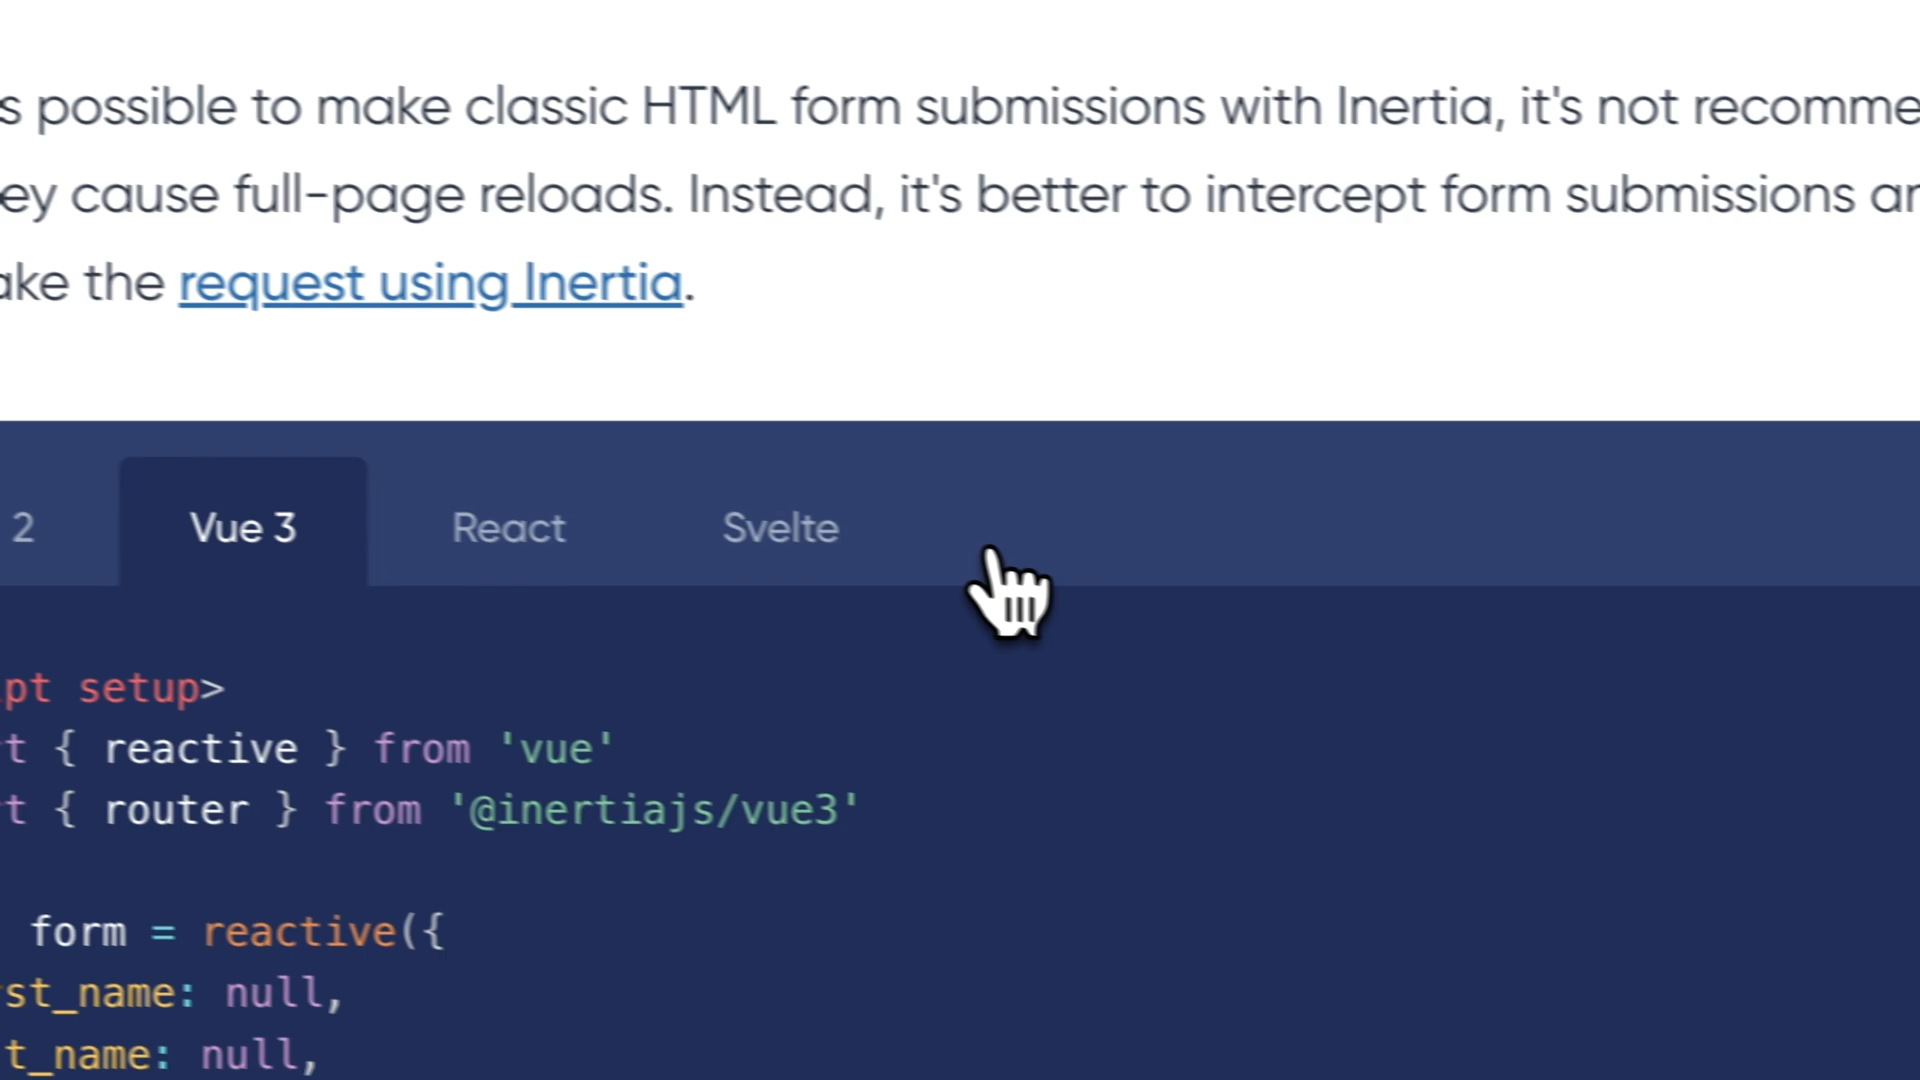 s possible to make classic HTML form submissions with Inertia, it's not recomme
ey cause full-page reloads. Instead, it's better to intercept form submissions an
ake the request using Inertia.
2 Vue 3 React Svelte
pt setup>
t { reactive } from 'vue'
t { router } from '@inertiajs/vue3'
form = reactive({
st_name: null,
t_name: null,